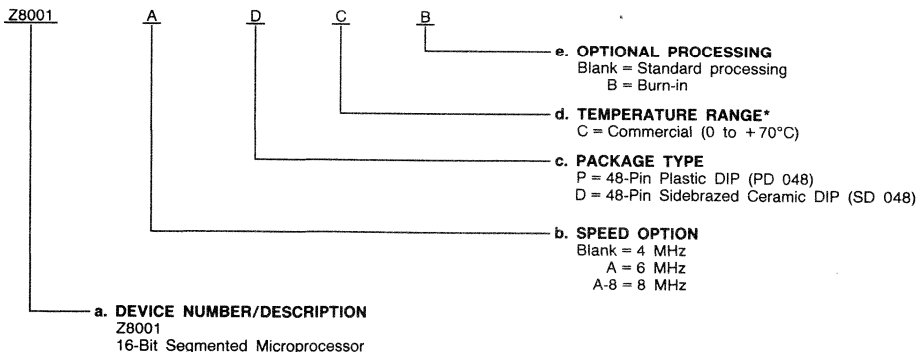 Z8001 A D C B
e. OPTIONAL PROCESSING
Blank = Standard processing
B = Burn-in
d. TEMPERATURE RANGE*
C = Commercial (0 to +70°C)
c. PACKAGE TYPE
P = 48-Pin Plastic DIP (PD 048)
D = 48-Pin Sidebrazed Ceramic DIP (SD 048)
b. SPEED OPTION
Blank = 4 MHz
A = 6 MHz
A-8 = 8 MHz
a. DEVICE NUMBER/DESCRIPTION
Z8001
16-Bit Segmented Microprocessor